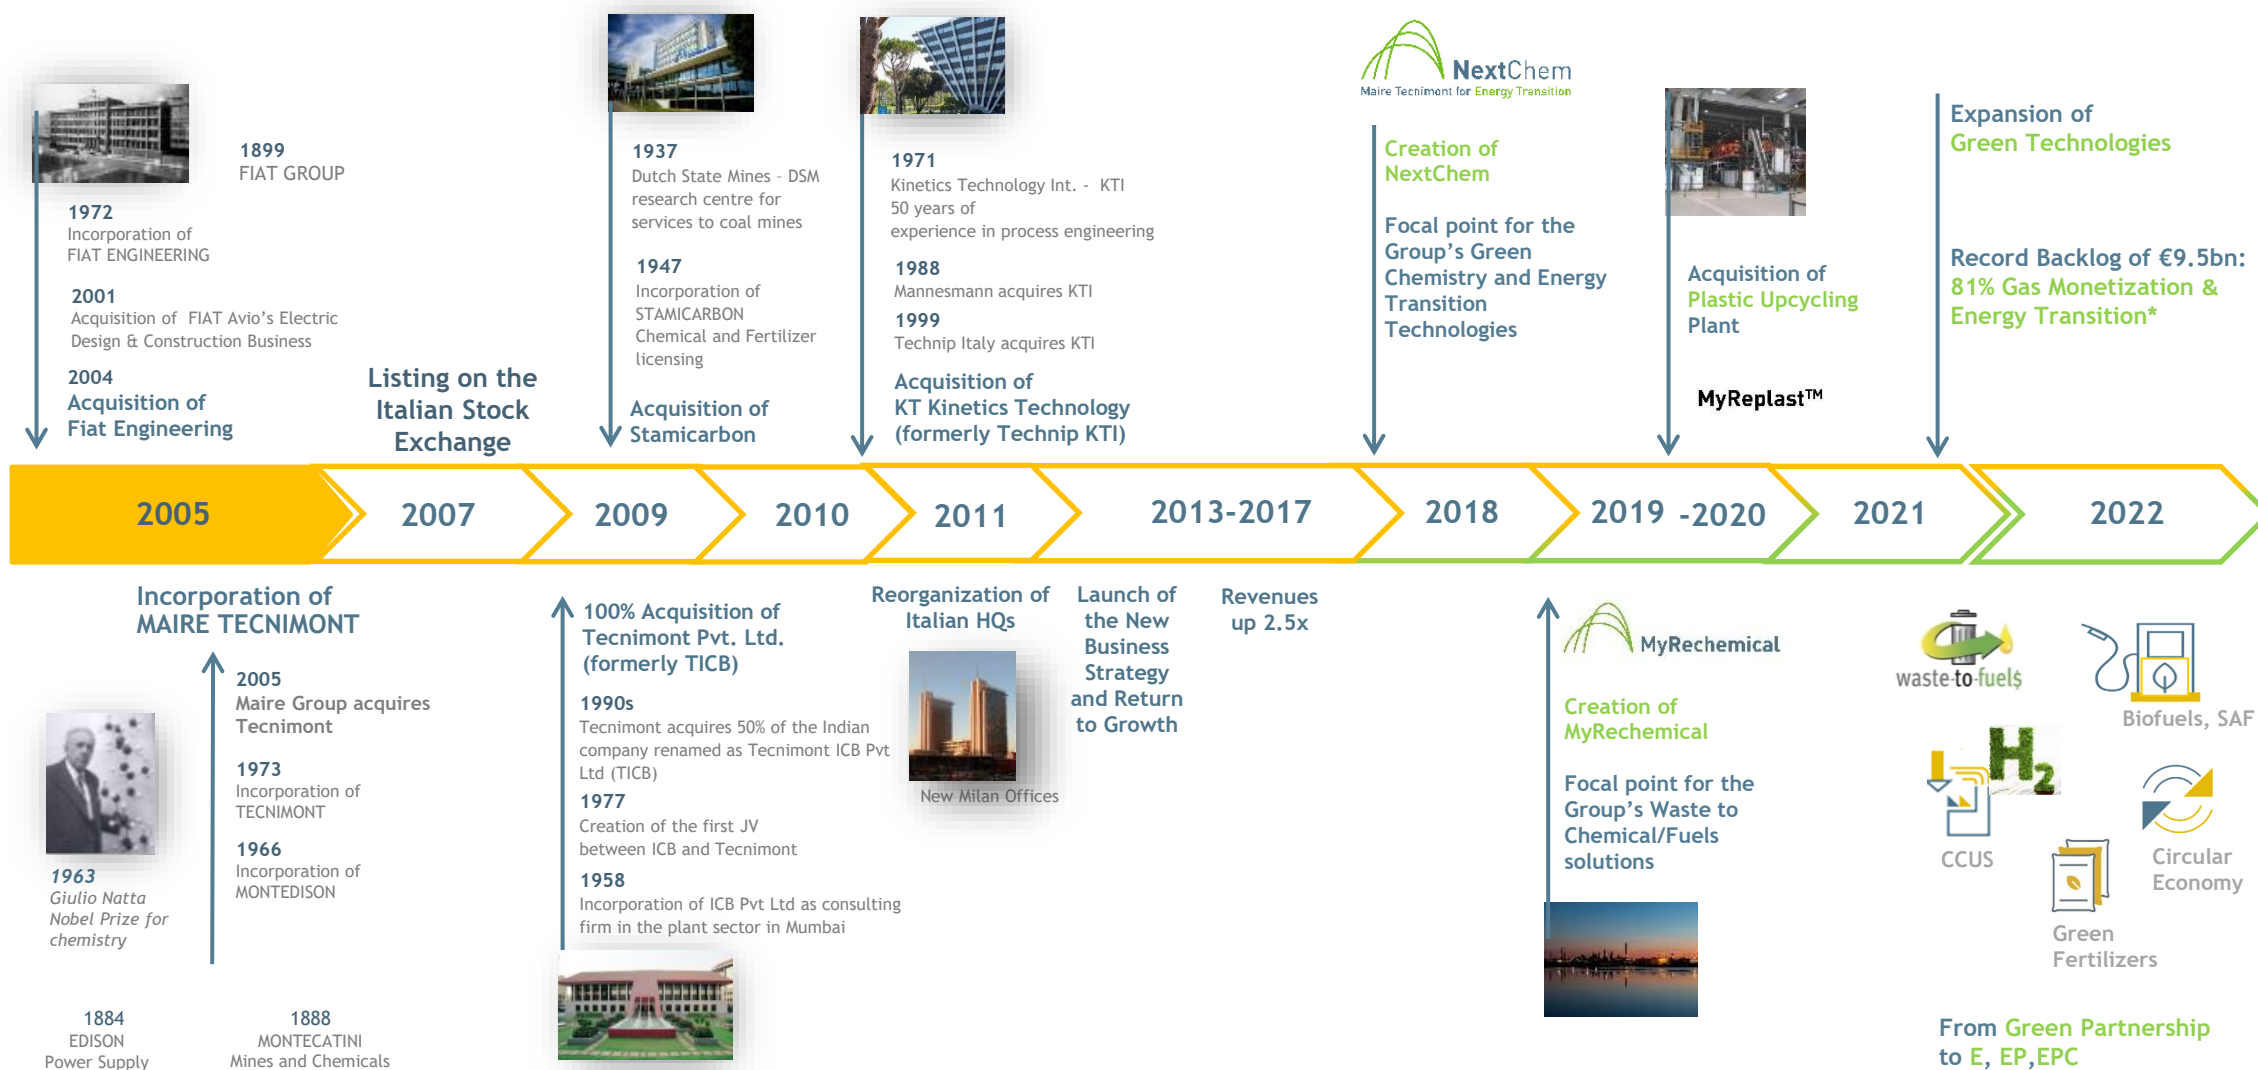 1899
FIAT GROUP
1972
Incorporation of
FIAT ENGINEERING
2001
Acquisition of FIAT Avio's Electric
Design & Construction Business
2004
Acquisition of
Fiat Engineering
Listing on the
Italian Stock
Exchange
1937
Dutch State Mines – DSM
research centre for
services to coal mines
1947
Incorporation of
STAMICARBON
Chemical and Fertilizer
licensing
Acquisition of
Stamicarbon
1971
Kinetics Technology Int. - KTI
50 years of
experience in process engineering
1988
Mannesmann acquires KTI
1999
Technip Italy acquires KTI
Acquisition of
KT Kinetics Technology
(formerly Technip KTI)
NextChem
Maire Tecnimont for Energy Transition
Creation of
NextChem
Focal point for the
Group's Green
Chemistry and Energy
Transition
Technologies
Acquisition of
Plastic Upcycling
Plant
MyReplast™
Expansion of
Green Technologies
Record Backlog of €9.5bn:
81% Gas Monetization &
Energy Transition*
2005
2007
2009
2010
2011
2013-2017
2018
2019 -2020
2021
2022
Incorporation of
MAIRE TECNIMONT
2005
Maire Group acquires
Tecnimont
1973
Incorporation of
TECNIMONT
1966
Incorporation of
MONTEDISON
1963
Giulio Natta
Nobel Prize for
chemistry
1884
EDISON
Power Supply
1888
MONTECATINI
Mines and Chemicals
100% Acquisition of
Tecnimont Pvt. Ltd.
(formerly TICB)
1990s
Tecnimont acquires 50% of the Indian
company renamed as Tecnimont ICB Pvt
Ltd (TICB)
1977
Creation of the first JV
between ICB and Tecnimont
1958
Incorporation of ICB Pvt Ltd as consulting
firm in the plant sector in Mumbai
Reorganization of
Italian HQs
New Milan Offices
Launch of
the New
Business
Strategy
and Return
to Growth
Revenues
up 2.5x
MyRechemical
Creation of
MyRechemical
Focal point for the
Group's Waste to
Chemical/Fuels
solutions
waste-to-fuel$
Biofuels, SAF
H2
CCUS
Circular
Economy
Green
Fertilizers
From Green Partnership
to E, EP,EPC